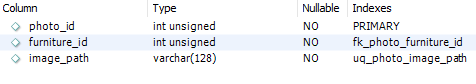 Column Type Nullable Indexes
photo_id int unsigned NO PRIMARY
furniture_id int unsigned NO fk_photo_furniture_id
image_path varchar(128) NO uq_photo_image_path